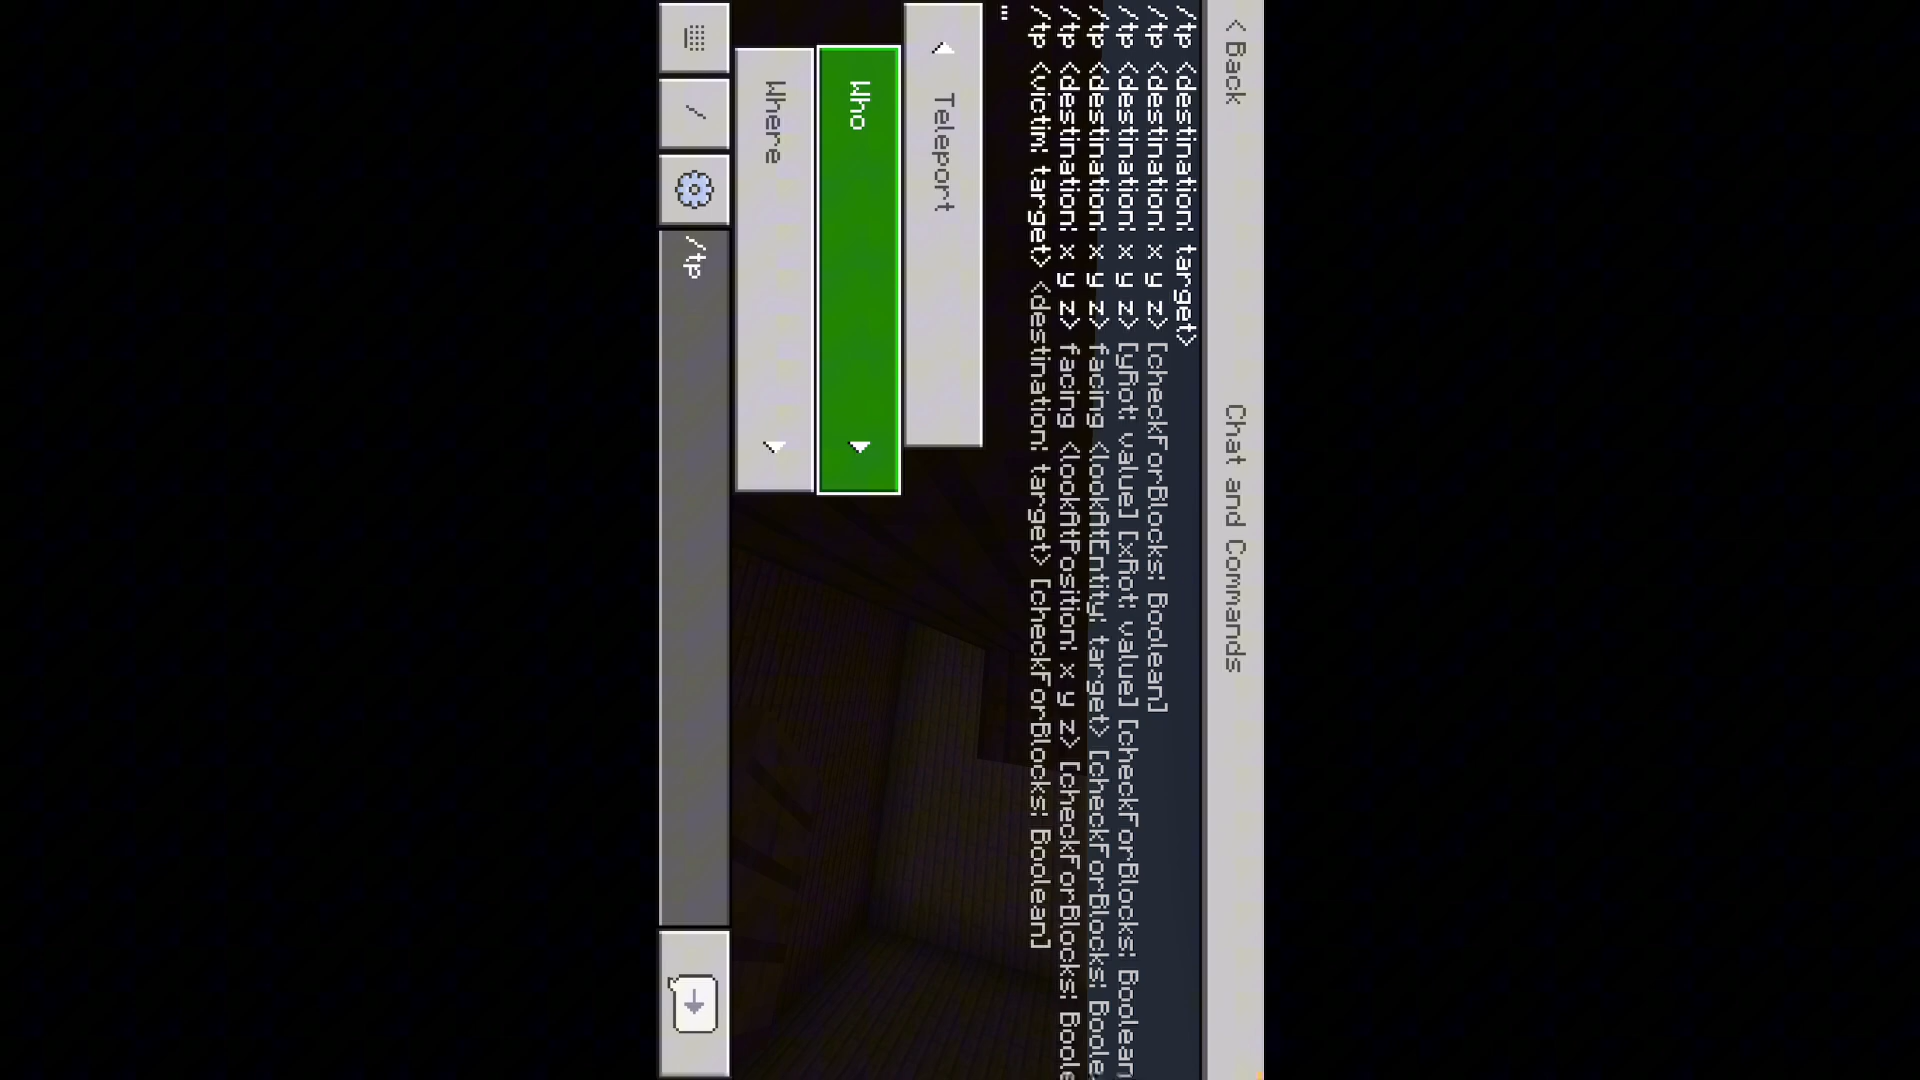 < Back
Chat and Commands
/tp <destination: target>
/tp <destination: x y z> [checkForBlocks: Boolean]
/tp <destination: x y z> [yRot: value] [xRot: value] [checkForBlocks: Boolean
/tp <destination: x y z> facing <lookAtEntity: target> [checkForBlocks: Boole
/tp <destination: x y z> facing <lookAtPosition: x y z> [checkForBlocks: Boole
/tp <victim: target> <destination: target> [checkForBlocks: Boolean]
...
Teleport
Who
Where
/
/tp